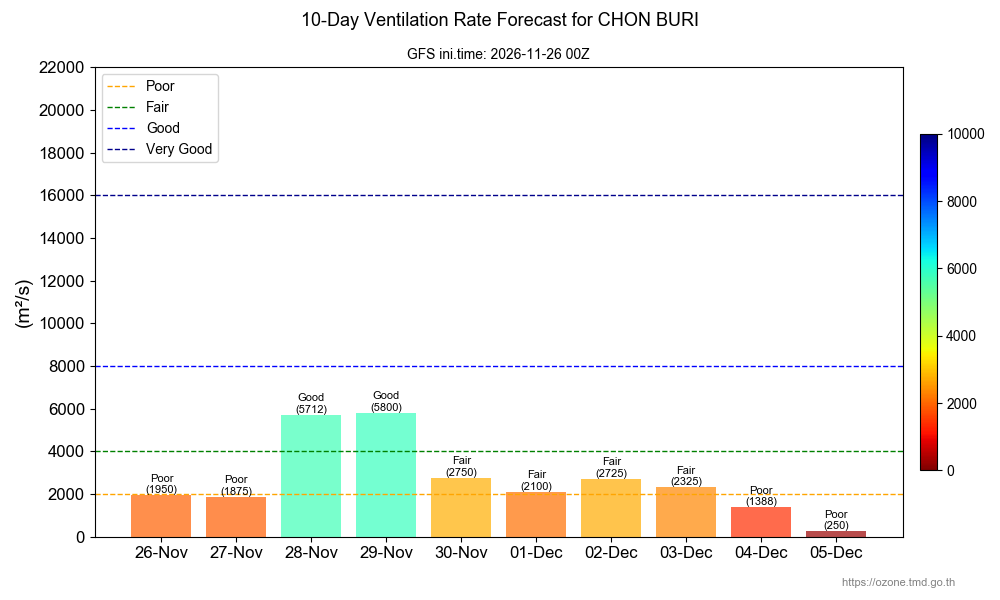 10-Day Ventilation Rate Forecast for CHON BURI
GFS ini.time: 2026-11-26 00Z
22000
20000
18000
16000
14000
12000
10000
8000
6000
4000
2000
0
(m²/s)
Poor
Fair
Good
Very Good
Poor
(1950)
Poor
(1875)
Good
(5712)
Good
(5800)
Fair
(2750)
Fair
(2100)
Fair
(2725)
Fair
(2325)
Poor
(1388)
Poor
(250)
26-Nov
27-Nov
28-Nov
29-Nov
30-Nov
01-Dec
02-Dec
03-Dec
04-Dec
05-Dec
10000
8000
6000
4000
2000
0
https://ozone.tmd.go.th